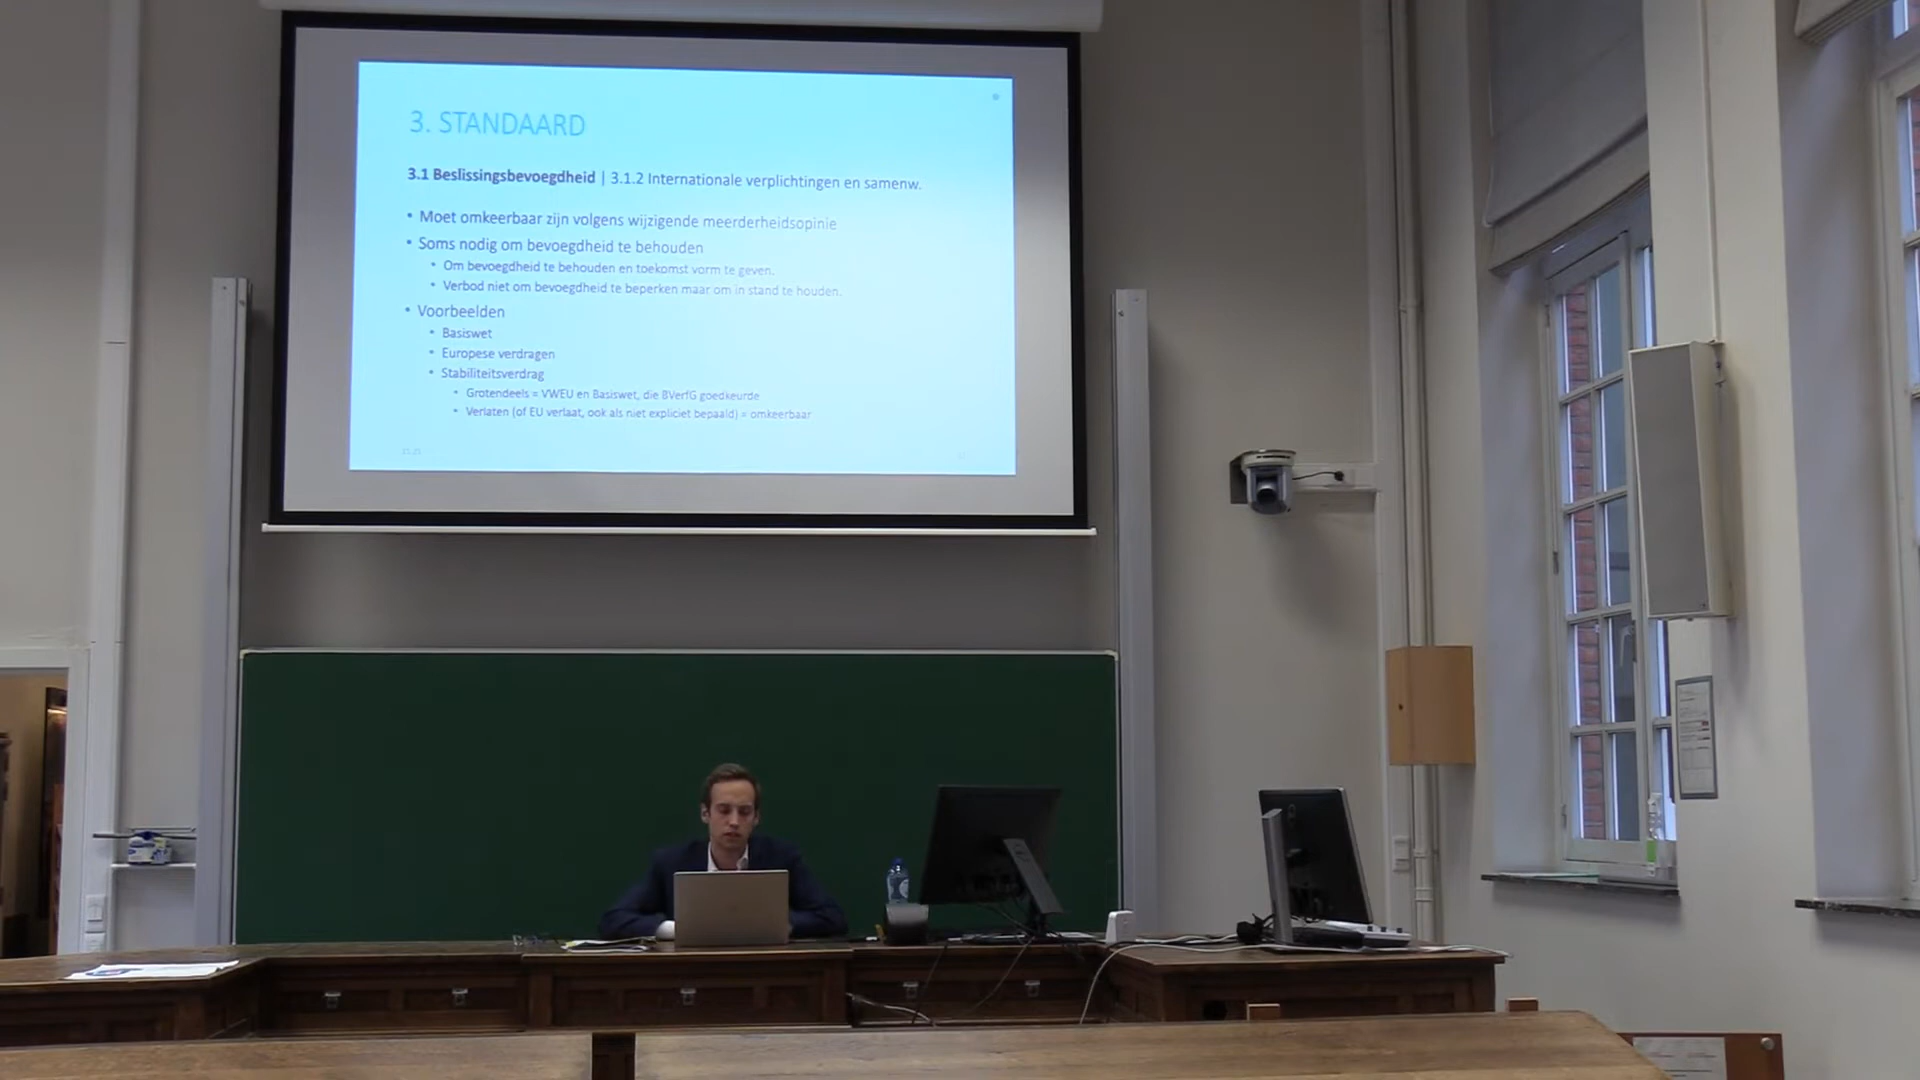 3. STANDAARD
3.1 Beslissingsbevoegdheid | 3.1.2 Internationale verplichtingen en samenw.
• Moet omkeerbaar zijn volgens wijzigende meerderheidsopinie
• Soms nodig om bevoegdheid te behouden
• Om bevoegdheid te behouden en toekomst vorm te geven.
• Verbod niet om bevoegdheid te beperken maar om in stand te houden.
• Voorbeelden
• Basiswet
• Europese verdragen
• Stabiliteitsverdrag
• Grotendeels = VWEU en Basiswet, die BVerfG goedkeurde
• Verlaten (of EU verlaat, ook als niet expliciet bepaald) = omkeerbaar